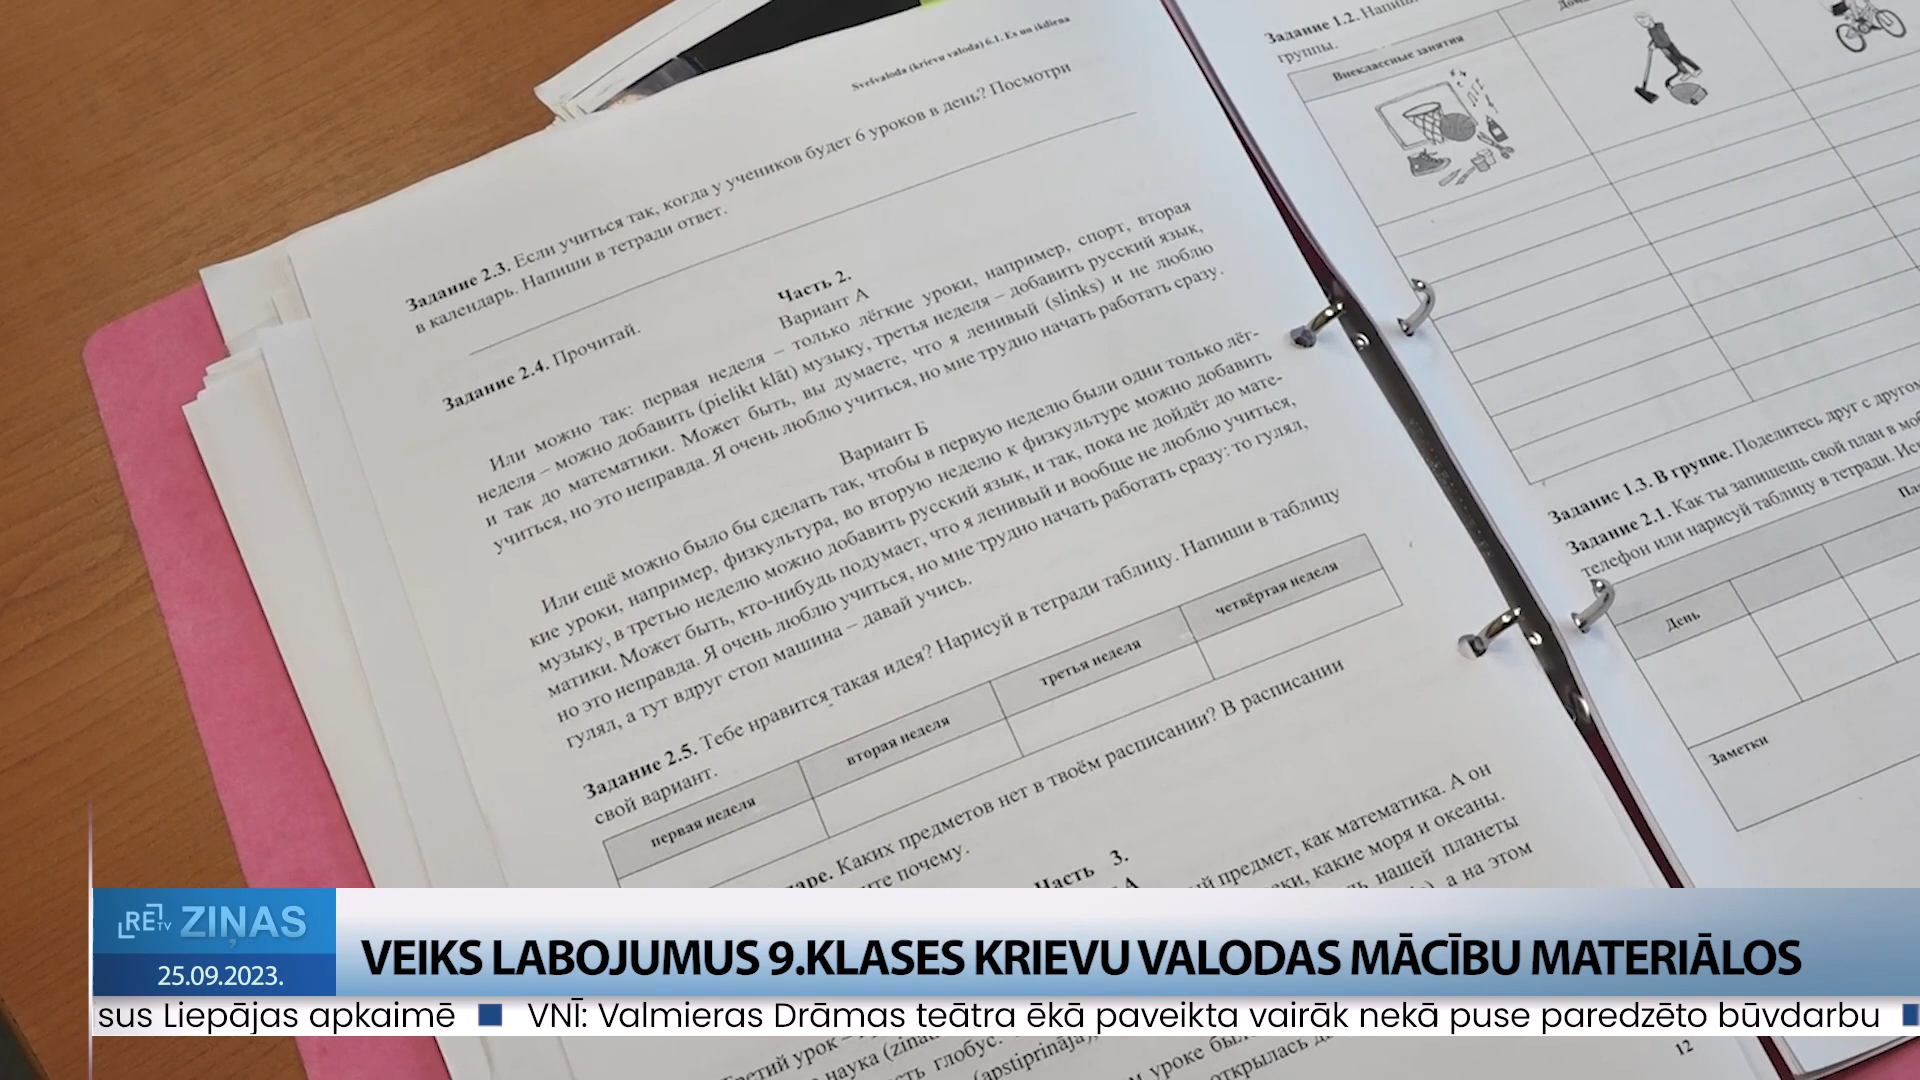 Svešvaloda (krievu valoda) 6.1. Es un ikdiena
Задание 2.3. Если учиться так, когда у учеников будет 6 уроков в день? Посмотри
в календарь. Напиши в тетради ответ.
Задание 2.4. Прочитай.
Часть 2.
Вариант А
Или можно так: первая неделя – только лёгкие уроки, например, спорт, вторая
неделя – можно добавить (pielikt klāt) музыку, третья неделя – добавить русский язык,
и так до математики. Может быть, вы думаете, что я ленивый (slinks) и не люблю
учиться, но это неправда. Я очень люблю учиться, но мне трудно начать работать сразу.
Вариант Б
Или ещё можно было бы сделать так, чтобы в первую неделю были одни только лёг-
кие уроки, например, физкультура, во вторую неделю к физкультуре можно добавить
музыку, в третью неделю можно добавить русский язык, и так, пока не дойдёт до мате-
матики. Может быть, кто-нибудь подумает, что я ленивый и вообще не люблю учиться,
но это неправда. Я очень люблю учиться, но мне трудно начать работать сразу: то гулял,
гулял, а тут вдруг стоп машина – давай учись.
Задание 2.5. Тебе нравится такая идея? Нарисуй в тетради таблицу. Напиши в таблицу
свой вариант.
первая неделя
вторая неделя
третья неделя
четвёртая неделя
Каких предметов нет в твоём расписании? В расписании
почему.
Часть 3.
предмет, как математика. А он
какие моря и океаны.
нашей планеты
а на этом
урок –
наука
глобус.
(apstiprināja),
уроке
открылась
12
Задание 1.2.
группы.
Внеклассные занятия
Задание 1.3. В группе. Поделитесь друг с другом
Задание 2.1. Как ты запишешь свой план в
телефон или нарисуй таблицу в тетради.
День
Заметки
RE TV ZIŅAS
25.09.2023.
VEIKS LABOJUMUS 9.KLASES KRIEVU VALODAS MĀCĪBU MATERIĀLOS
sus Liepājas apkaimē ■ VNĪ: Valmieras Drāmas teātra ēkā paveikta vairāk nekā puse paredzēto būvdarbu